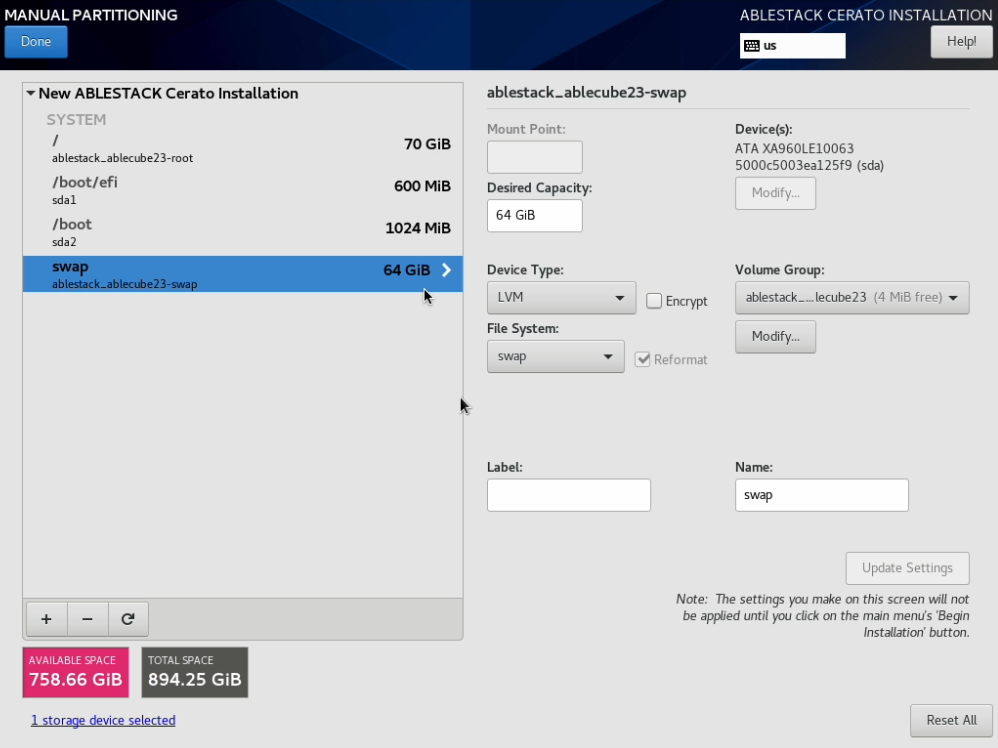 MANUAL PARTITIONING
ABLESTACK CERATO INSTALLATION
Done
us
Help!
New ABLESTACK Cerato Installation
SYSTEM
/
70 GiB
ablestack_ablecube23-root
/boot/efi
600 MiB
sda1
/boot
1024 MiB
sda2
swap
64 GiB
ablestack_ablecube23-swap
AVAILABLE SPACE
758.66 GiB
TOTAL SPACE
894.25 GiB
1 storage device selected
ablestack_ablecube23-swap
Mount Point:
Device(s):
ATA XA960LE10063
5000c5003ea125f9 (sda)
Modify...
Desired Capacity:
64 GiB
Device Type:
LVM
Encrypt
Volume Group:
ablestack_...lecube23 (4 MiB free)
Modify...
File System:
swap
Reformat
Label:
Name:
swap
Update Settings
Note: The settings you make on this screen will not
be applied until you click on the main menu's 'Begin
Installation' button.
Reset All